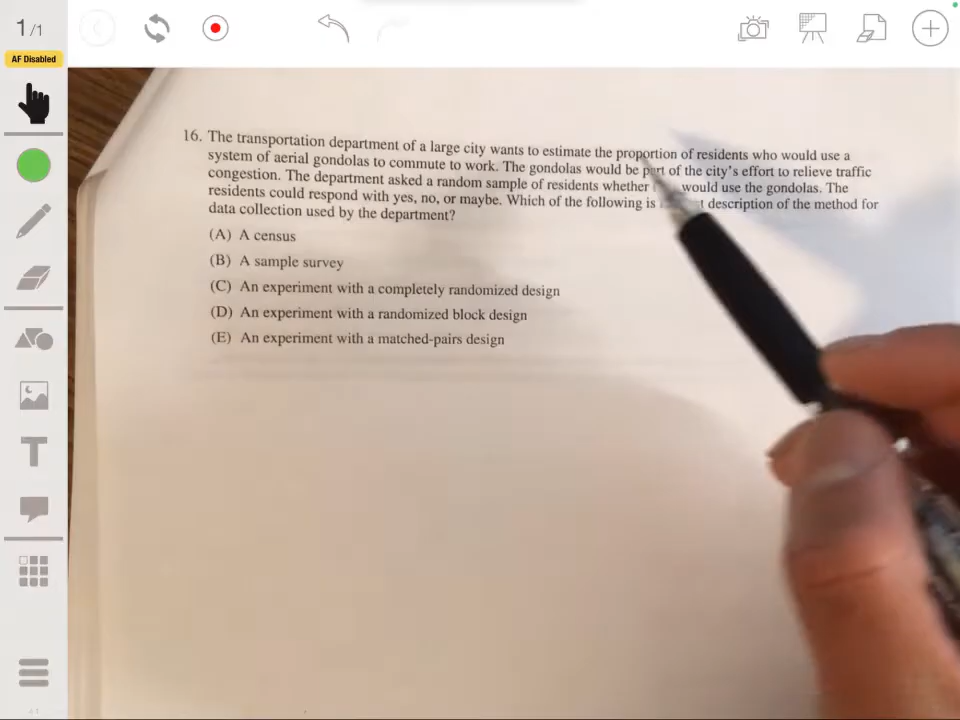 1/1
AF Disabled
16. The transportation department of a large city wants to estimate the proportion of residents who would use a
system of aerial gondolas to commute to work. The gondolas would be part of the city's effort to relieve traffic
congestion. The department asked a random sample of residents whether would use the gondolas. The
residents could respond with yes, no, or maybe. Which of the following is description of the method for
data collection used by the department?
(A) A census
(B) A sample survey
(C) An experiment with a completely randomized design
(D) An experiment with a randomized block design
(E) An experiment with a matched-pairs design
T